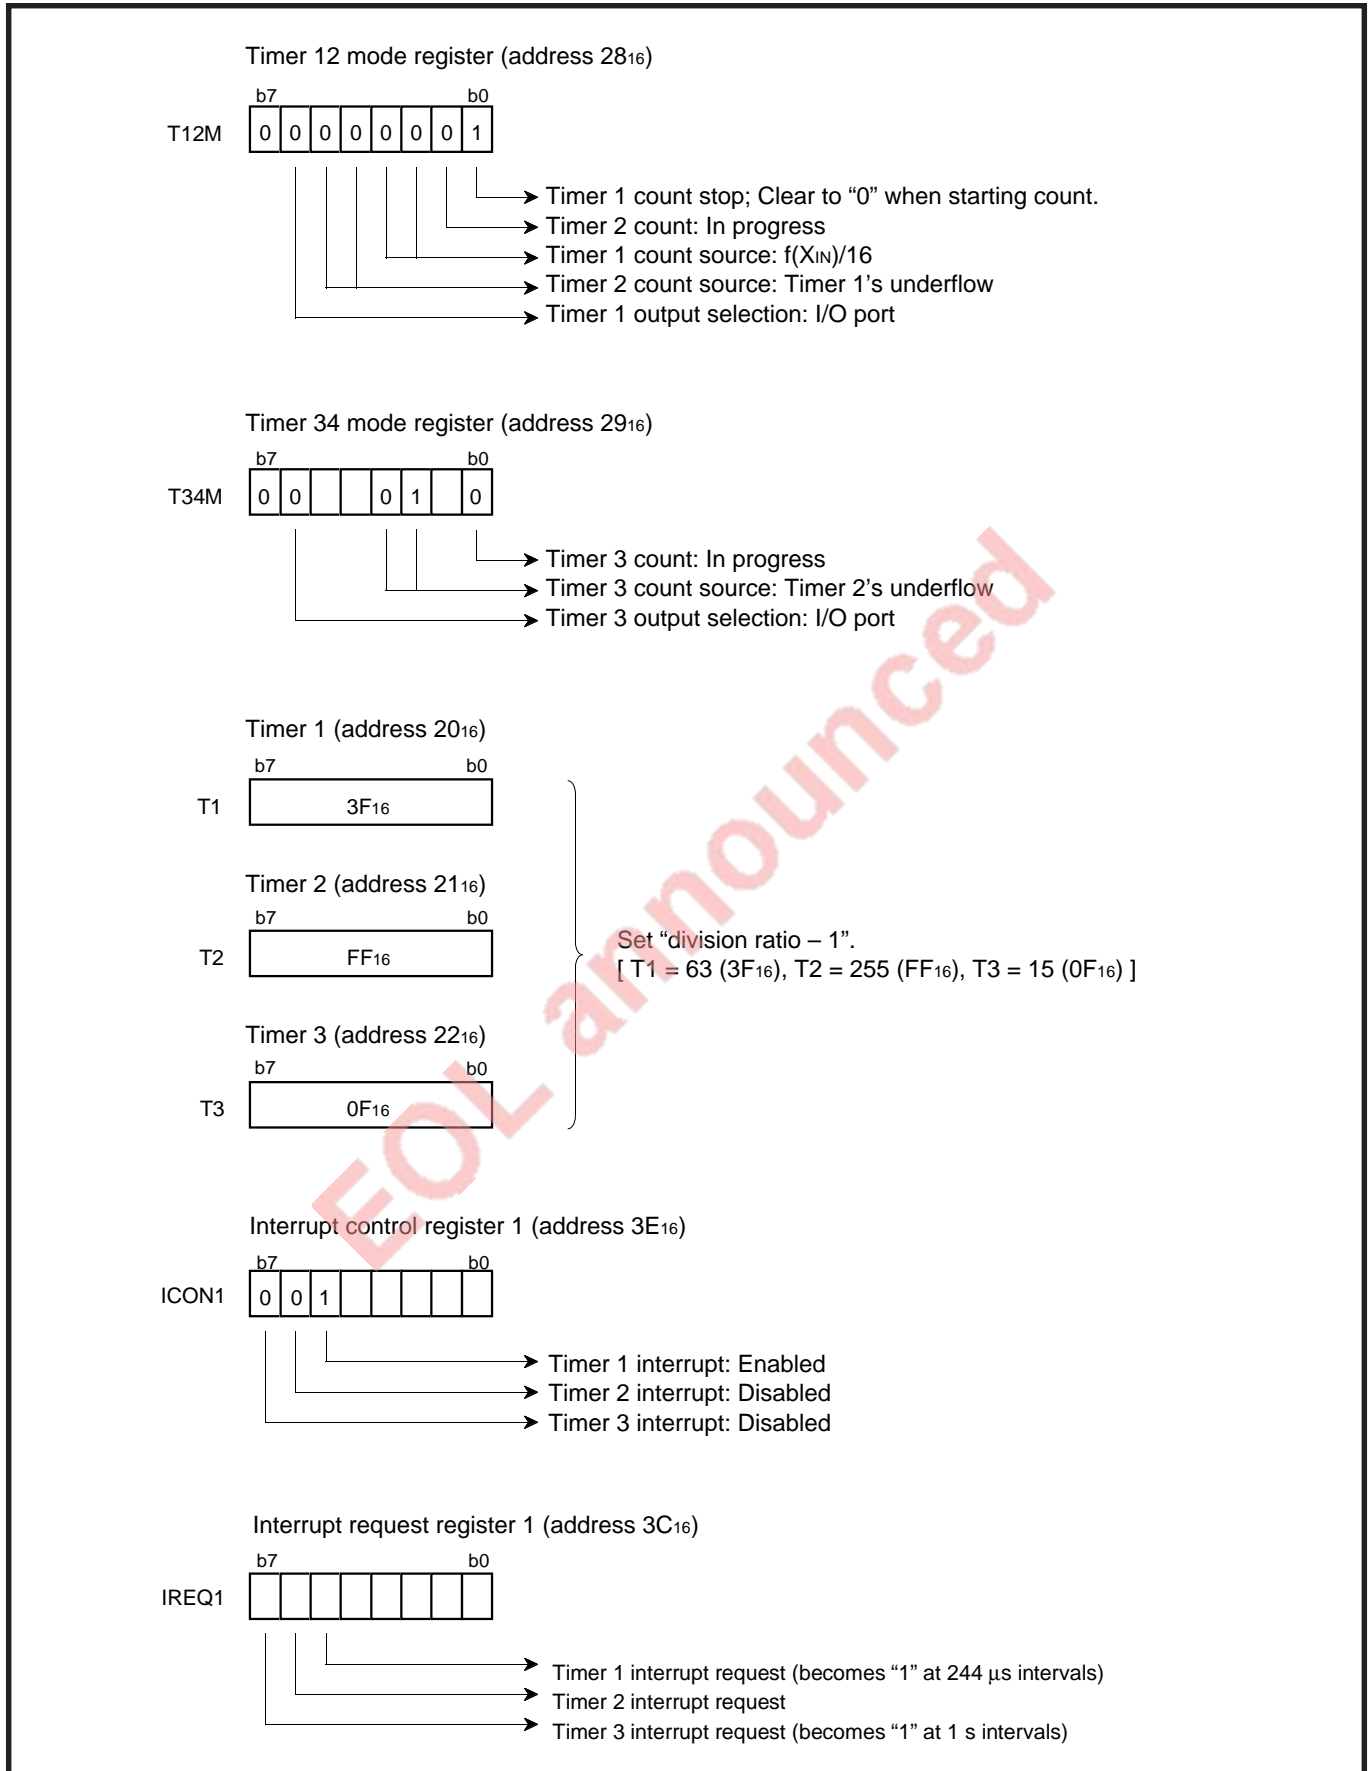 Timer 12 mode register (address 2816)
b7 b0
T12M 0 0 0 0 0 0 0 1
Timer 1 count stop; Clear to “0” when starting count.
Timer 2 count: In progress
Timer 1 count source: f(XIN)/16
Timer 2 count source: Timer 1’s underflow
Timer 1 output selection: I/O port
Timer 34 mode register (address 2916)
b7 b0
T34M 0 0 0 1 0
Timer 3 count: In progress
Timer 3 count source: Timer 2’s underflow
Timer 3 output selection: I/O port
Timer 1 (address 2016)
b7 b0
T1 3F16
Timer 2 (address 2116)
b7 b0
T2 FF16
Set “division ratio – 1”.
[ T1 = 63 (3F16), T2 = 255 (FF16), T3 = 15 (0F16) ]
Timer 3 (address 2216)
b7 b0
T3 0F16
EOL announced
Interrupt control register 1 (address 3E16)
b7 b0
ICON1 0 0 1
Timer 1 interrupt: Enabled
Timer 2 interrupt: Disabled
Timer 3 interrupt: Disabled
Interrupt request register 1 (address 3C16)
b7 b0
IREQ1
Timer 1 interrupt request (becomes “1” at 244 µs intervals)
Timer 2 interrupt request
Timer 3 interrupt request (becomes “1” at 1 s intervals)